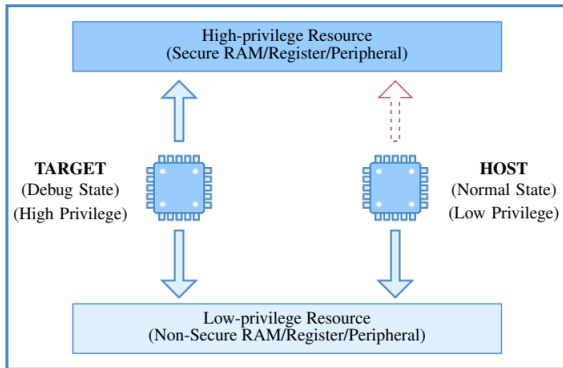 High-privilege Resource
(Secure RAM/Register/Peripheral)
TARGET
(Debug State)
(High Privilege)
HOST
(Normal State)
(Low Privilege)
Low-privilege Resource
(Non-Secure RAM/Register/Peripheral)